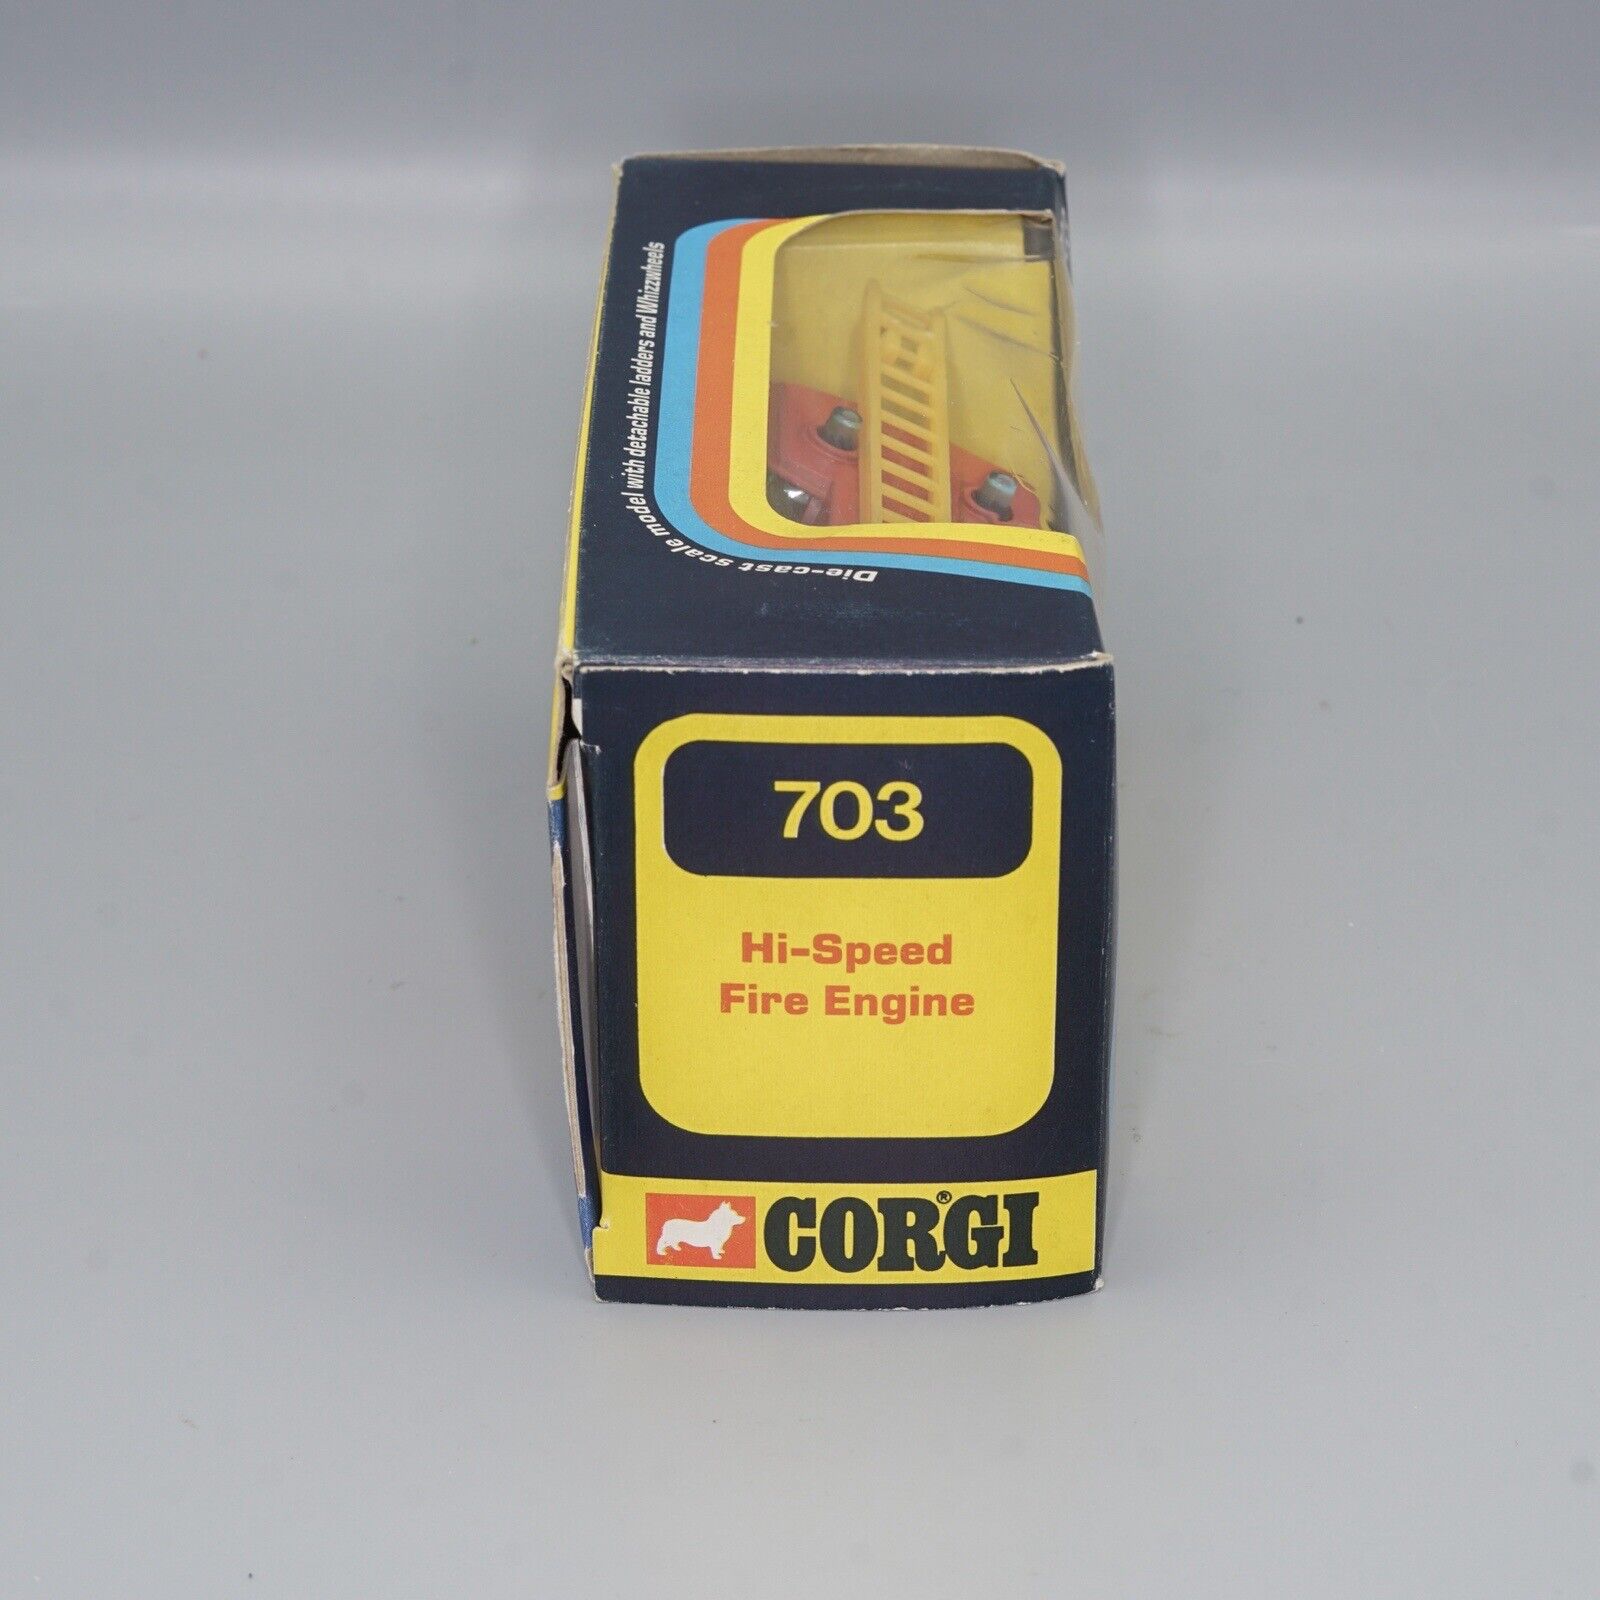 Die-cast scale model with detachable ladders and Whizzwheels
703
Hi-Speed
Fire Engine
CORGI®